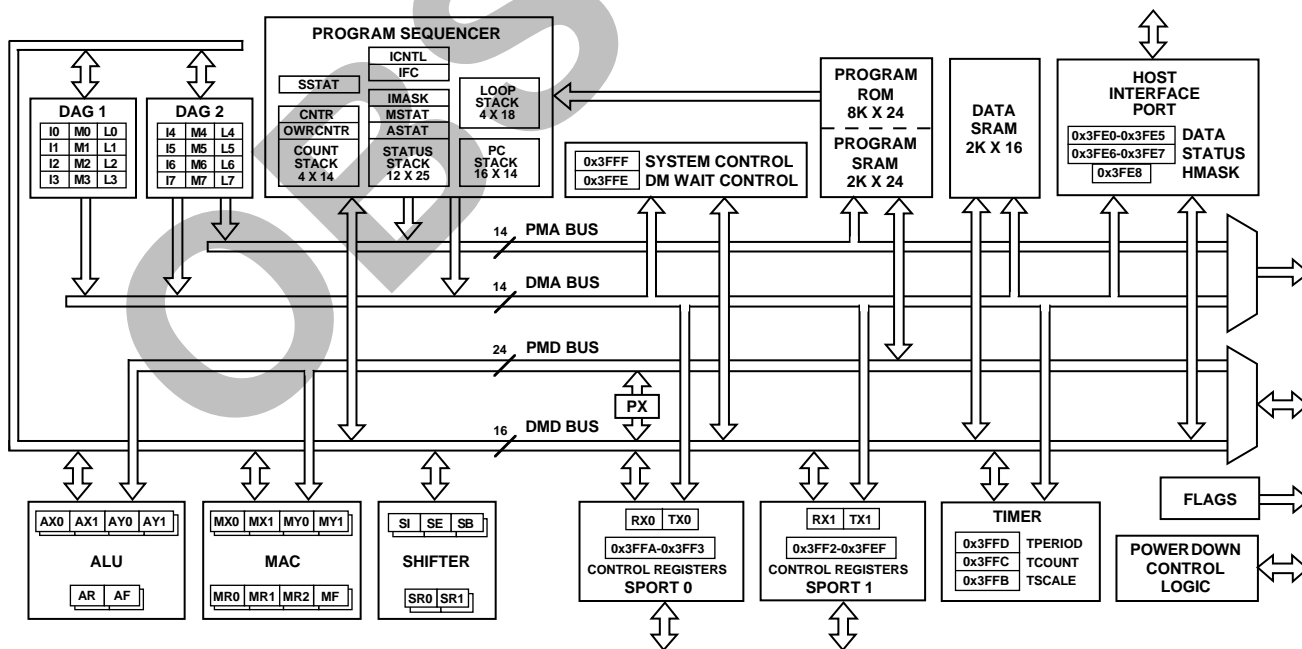 OBS
PROGRAM SEQUENCER
ICNTL
IFC
SSTAT
IMASK
MSTAT
ASTAT
CNTR
OWRCNTR
COUNT
STACK
4 X 14
STATUS
STACK
12 X 25
LOOP
STACK
4 X 18
PC
STACK
16 X 14
DAG 1
I0 M0 L0
I1 M1 L1
I2 M2 L2
I3 M3 L3
DAG 2
I4 M4 L4
I5 M5 L5
I6 M6 L6
I7 M7 L7
0x3FFF SYSTEM CONTROL
0x3FFE DM WAIT CONTROL
PROGRAM
ROM
8K X 24
PROGRAM
SRAM
2K X 24
DATA
SRAM
2K X 16
HOST
INTERFACE
PORT
0x3FE0-0x3FE5 DATA
0x3FE6-0x3FE7 STATUS
0x3FE8 HMASK
14 PMA BUS
14 DMA BUS
24 PMD BUS
PX
16 DMD BUS
AX0 AX1 AY0 AY1
ALU
AR AF
MX0 MX1 MY0 MY1
MAC
MR0 MR1 MR2 MF
SI SE SB
SHIFTER
SR0 SR1
RX0 TX0
0x3FFA-0x3FF3
CONTROL REGISTERS
SPORT 0
RX1 TX1
0x3FF2-0x3FEF
CONTROL REGISTERS
SPORT 1
TIMER
0x3FFD TPERIOD
0x3FFC TCOUNT
0x3FFB TSCALE
FLAGS
POWER DOWN
CONTROL
LOGIC